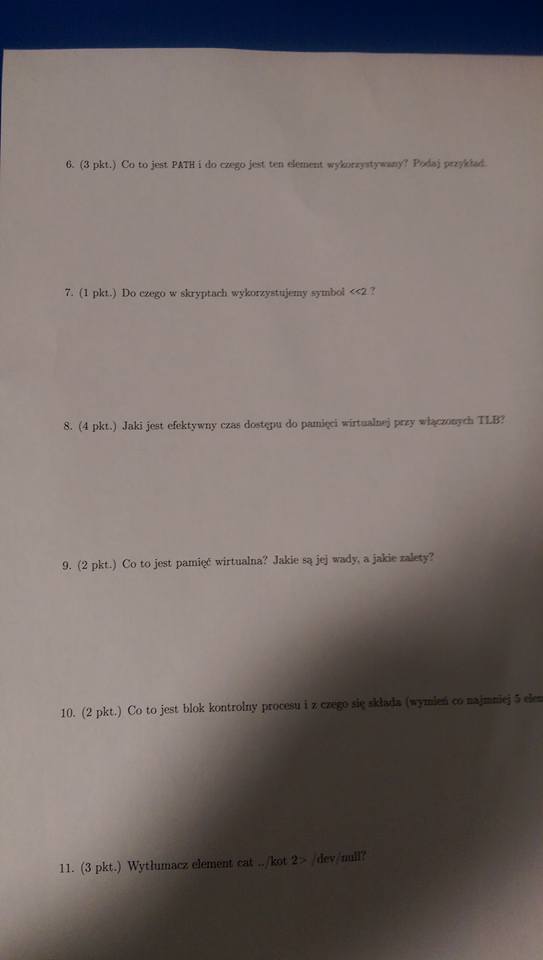 6. (3 pkt.) Co to jest PATH i do czego jest ten element wykorzystywany? Podaj przykład.
7. (1 pkt.) Do czego w skryptach wykorzystujemy symbol <<2 ?
8. (4 pkt.) Jaki jest efektywny czas dostępu do pamięci wirtualnej przy włączonych TLB?
9. (2 pkt.) Co to jest pamięć wirtualna? Jakie są jej wady, a jakie zalety?
10. (2 pkt.) Co to jest blok kontrolny procesu i z czego się składa (wymień co najmniej 5 elem
11. (3 pkt.) Wytłumacz element cat ../kot 2> /dev/null?